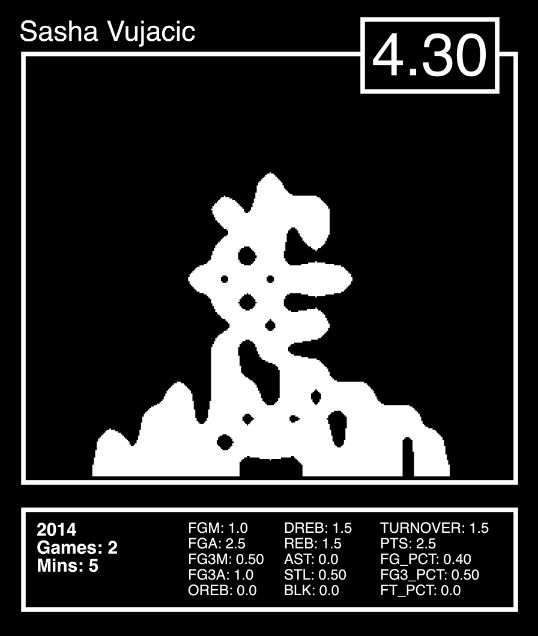 Sasha Vujacic
4.30
2014
Games: 2
Mins: 5
FGM: 1.0
FGA: 2.5
FG3M: 0.50
FG3A: 1.0
OREB: 0.0
DREB: 1.5
REB: 1.5
AST: 0.0
STL: 0.50
BLK: 0.0
TURNOVER: 1.5
PTS: 2.5
FG_PCT: 0.40
FG3_PCT: 0.50
FT_PCT: 0.0